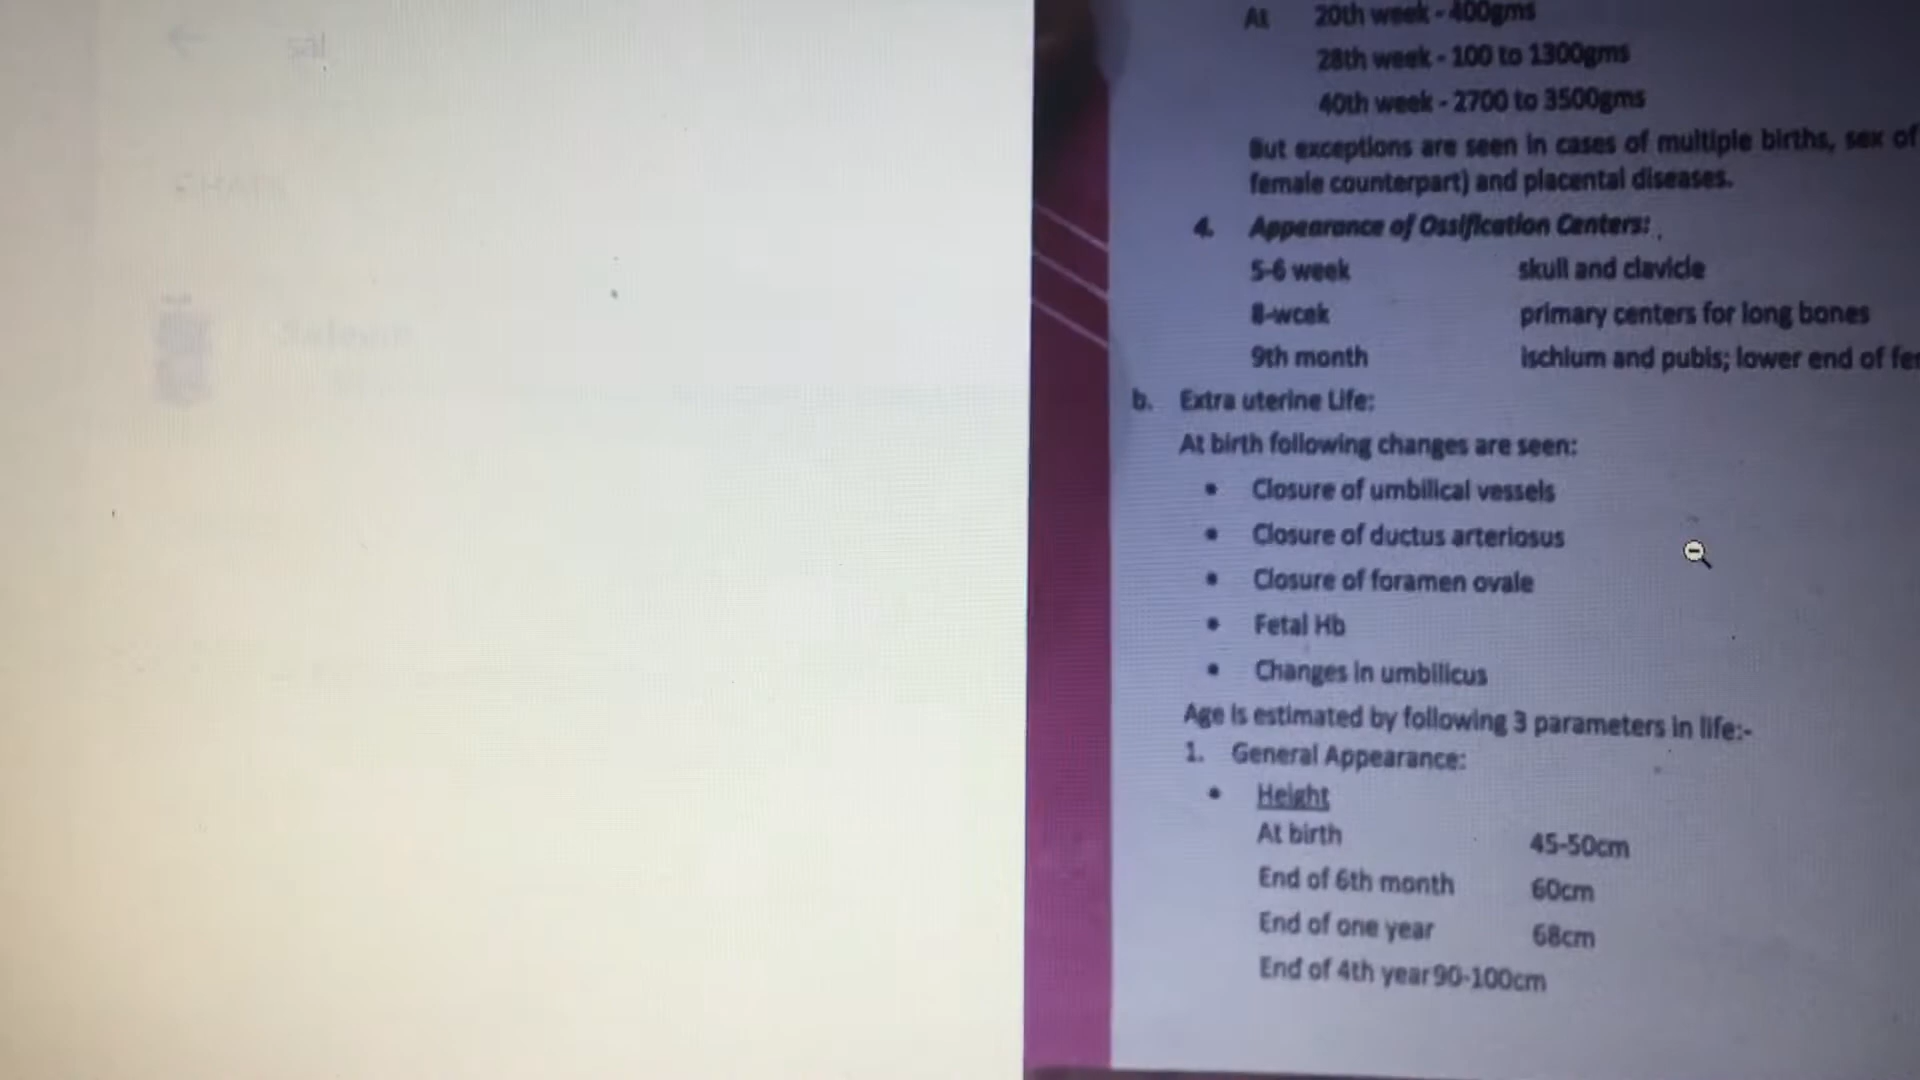 sal
CHATS
Saleem
At 20th week - 400gms
28th week - 100 to 1300gms
40th week - 2700 to 3500gms
But exceptions are seen in cases of multiple births, sex of
female counterpart) and placental diseases.
4. Appearance of Ossification Centers:
5-6 week skull and clavicle
8-week primary centers for long bones
9th month ischium and pubis; lower end of fe
b. Extra uterine Life:
At birth following changes are seen:
• Closure of umbilical vessels
• Closure of ductus arteriosus
• Closure of foramen ovale
• Fetal Hb
• Changes in umbilicus
Age is estimated by following 3 parameters in life:-
1. General Appearance:
• Height
At birth 45-50cm
End of 6th month 60cm
End of one year 68cm
End of 4th year 90-100cm